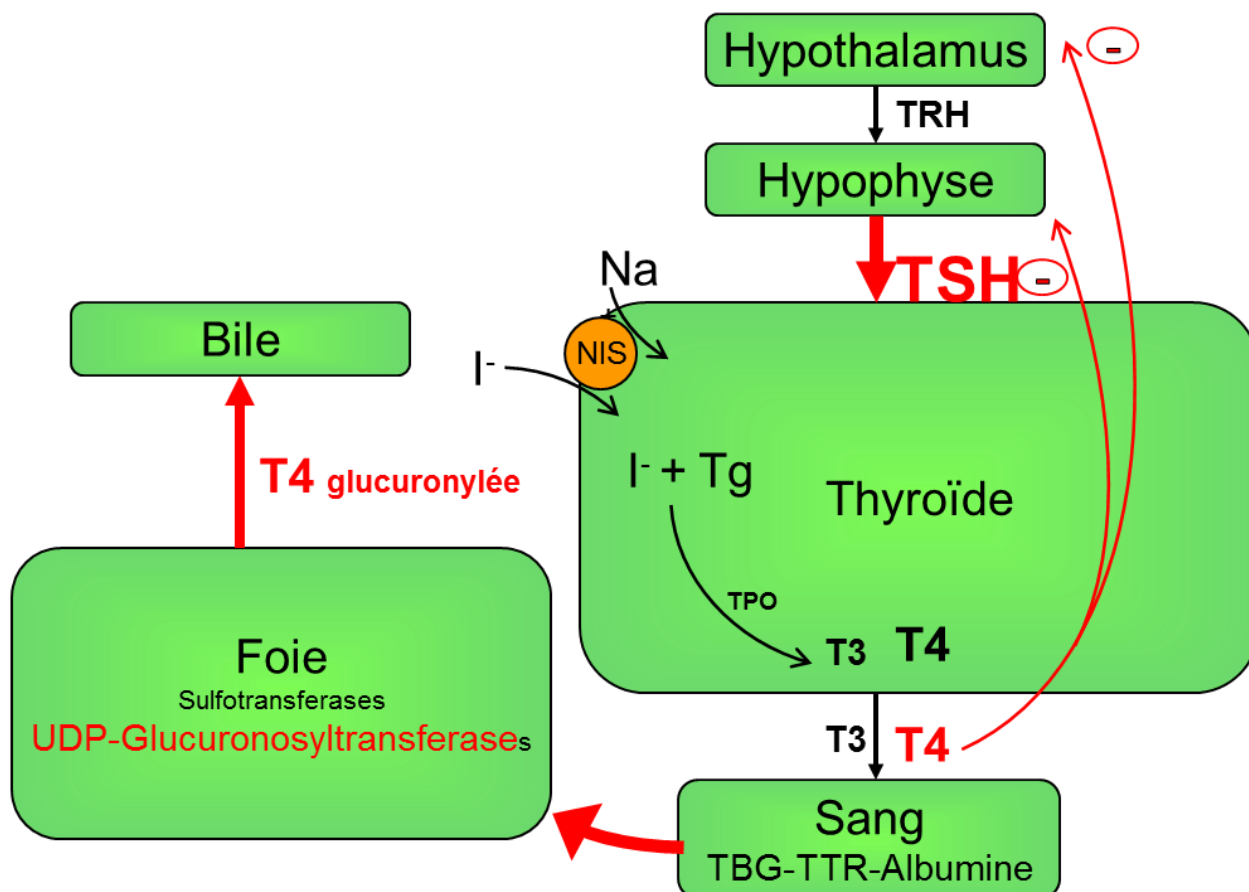 Hypothalamus
-
TRH
Hypophyse
TSH
-
Na
+
NIS
I-
Bile
T4 glucuronylée
I- + Tg
Thyroïde
TPO
T3 T4
Foie
Sulfotransferases
UDP-Glucuronosyltransferases
T3 T4
Sang
TBG-TTR-Albumine